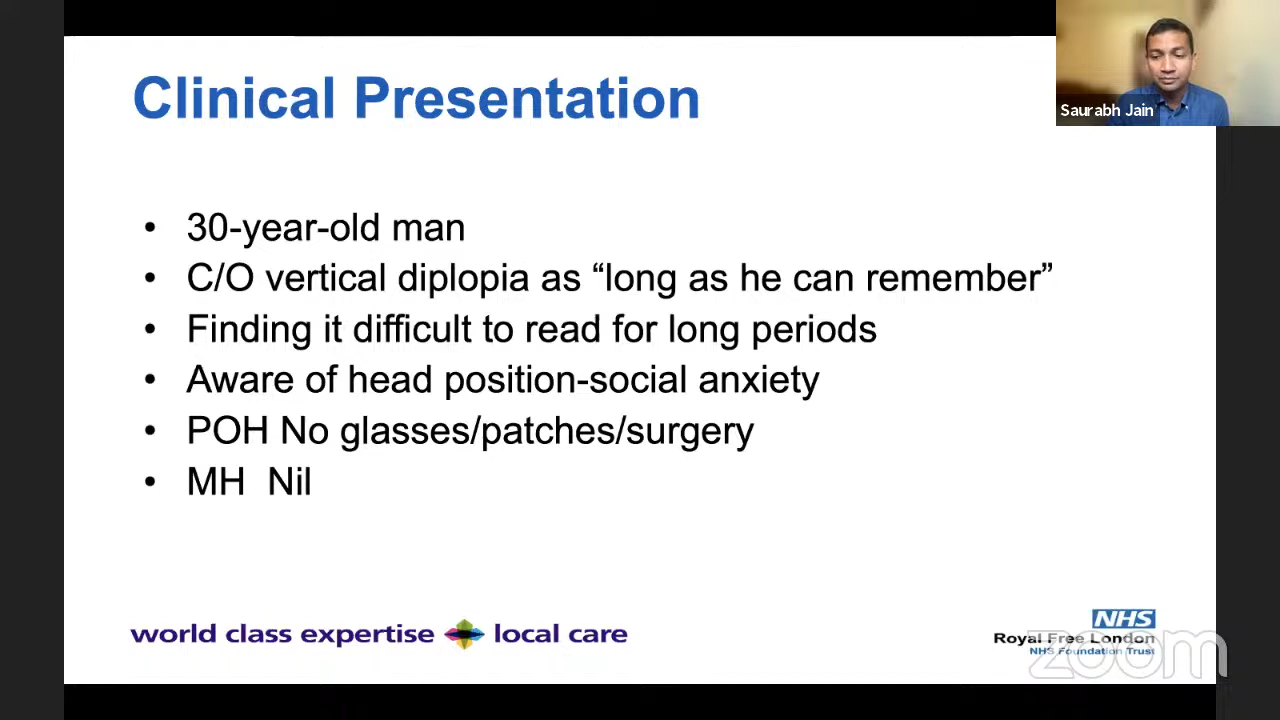 Clinical Presentation
Saurabh Jain
• 30-year-old man
• C/O vertical diplopia as “long as he can remember”
• Finding it difficult to read for long periods
• Aware of head position-social anxiety
• POH No glasses/patches/surgery
• MH Nil
world class expertise local care
NHS
Royal Free London
NHS Foundation Trust
zoom